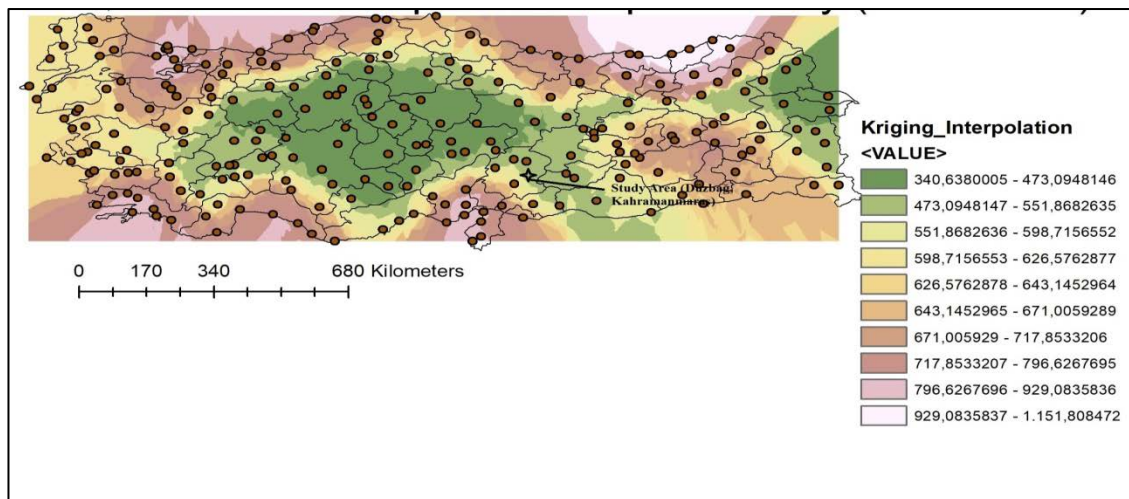 Study Area (Düzbağ,
Kahramanmaraş)
0 170 340 680 Kilometers
Kriging_Interpolation
<VALUE>
340,6380005 - 473,0948146
473,0948147 - 551,8682635
551,8682636 - 598,7156552
598,7156553 - 626,5762877
626,5762878 - 643,1452964
643,1452965 - 671,0059289
671,005929 - 717,8533206
717,8533207 - 796,6267695
796,6267696 - 929,0835836
929,0835837 - 1.151,808472